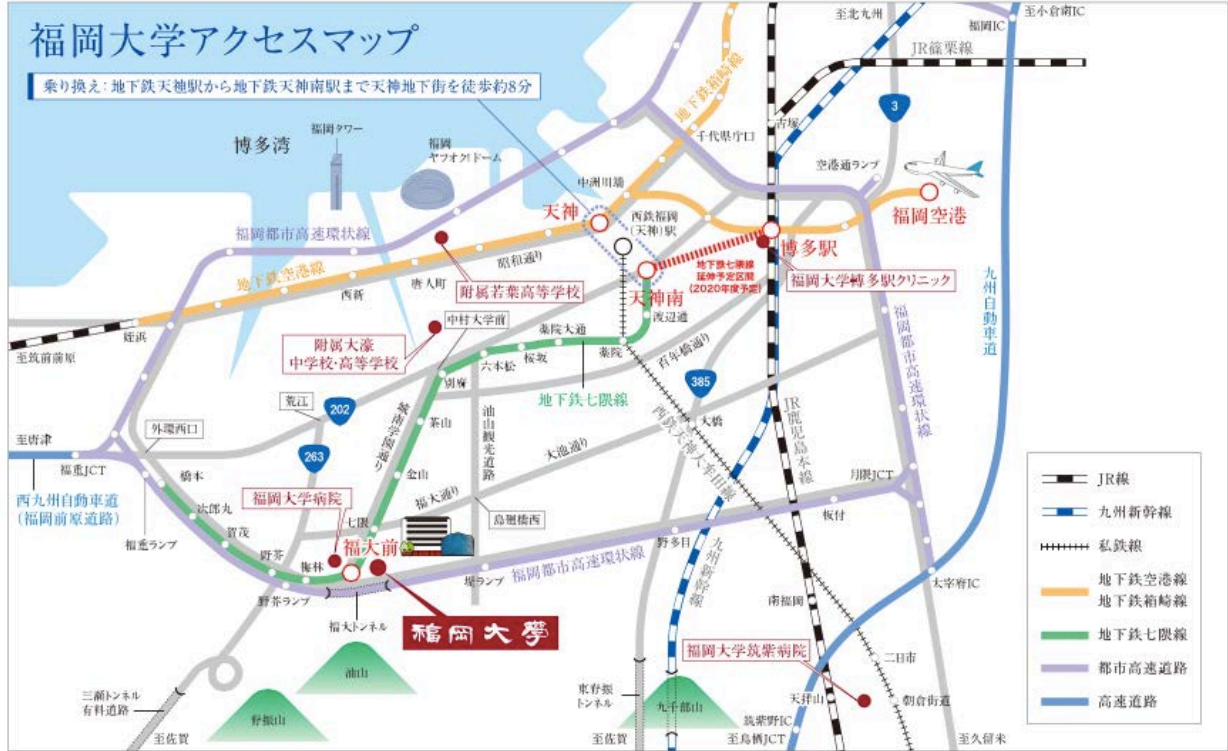 福岡大学アクセスマップ
乗り換え：地下鉄天神駅から地下鉄天神南駅まで天神地下街を徒歩約8分
至北九州
福岡IC
至小倉南IC
JR篠栗線
地下鉄箱崎線
3
吉塚
千代県庁口
空港通ランプ
福岡タワー
博多湾
福岡
ヤフオク!ドーム
中洲川端
天神
西鉄福岡
(天神)駅
福岡空港
博多駅
福岡都市高速環状線
地下鉄空港線
昭和通り
西新
唐人町
附属若葉高等学校
天神南
地下鉄七隈線
延伸予定区間
(2020年度予定)
福岡大学博多駅クリニック
九州自動車道
姪浜
至筑前前原
附属大濠
中学校・高等学校
中村大学前
渡辺通
薬院大通
薬院
桜坂
六本松
別府
百年橋通り
地下鉄七隈線
福岡都市高速環状線
385
大橋
荒江
202
263
城南学園通り
茶山
金山
油山観光道路
大池通り
西鉄天神大牟田線
JR鹿児島本線
月隈JCT
至唐津
外環西口
福重JCT
橋本
西九州自動車道
(福岡前原道路)
次郎丸
賀茂
福重ランプ
野芥
梅林
野芥ランプ
福岡大学病院
七隈
福大通り
島廻橋西
福大前
堤ランプ
福岡都市高速環状線
野多目
板付
九州新幹線
南福岡
太宰府IC
福大トンネル
福岡大學
油山
脊振山
三瀬トンネル
有料道路
至佐賀
東脊振
トンネル
至佐賀
九千部山
福岡大学筑紫病院
二日市
天拝山
朝倉街道
筑紫野IC
至鳥栖JCT
至久留米
JR線
九州新幹線
私鉄線
地下鉄空港線
地下鉄箱崎線
地下鉄七隈線
都市高速道路
高速道路